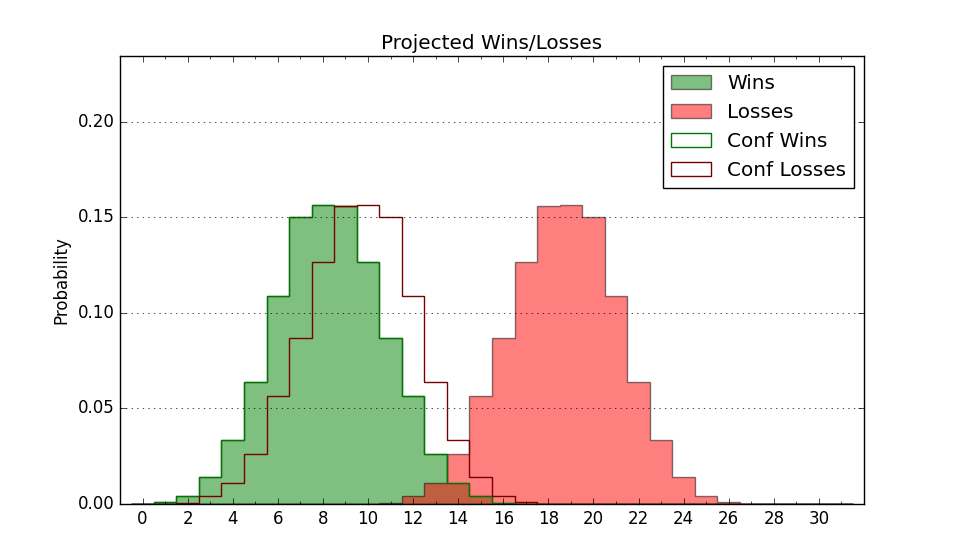 Projected Wins/Losses
Wins
Losses
Conf Wins
Conf Losses
Probability
0.20
0.15
0.10
0.05
0.00
0 2 4 6 8 10 12 14 16 18 20 22 24 26 28 30